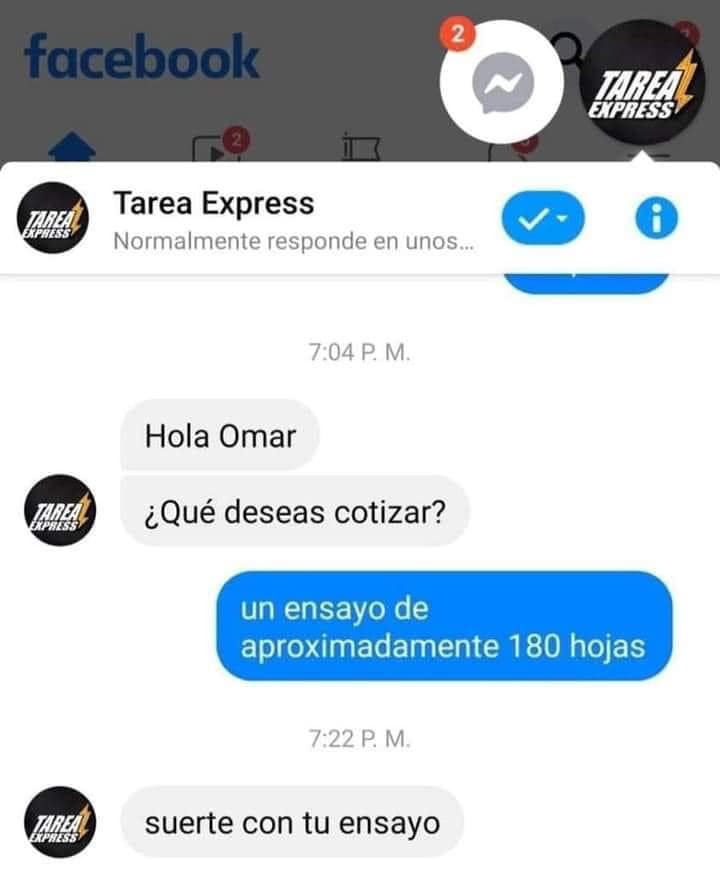 facebook
2
TAREA
EXPRESS
2
Tarea Express
Normalmente responde en unos...
TAREA
EXPRESS
7:04 P. M.
Hola Omar
¿Qué deseas cotizar?
TAREA
EXPRESS
un ensayo de
aproximadamente 180 hojas
7:22 P. M.
suerte con tu ensayo
TAREA
EXPRESS